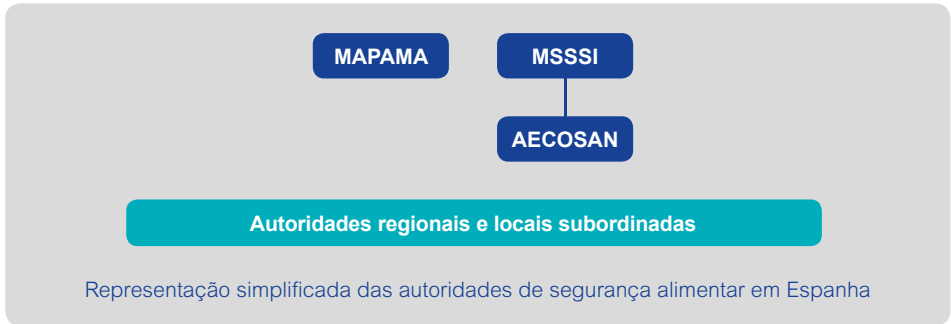 MAPAMA MSSSI
AECOSAN
Autoridades regionais e locais subordinadas
Representação simplificada das autoridades de segurança alimentar em Espanha